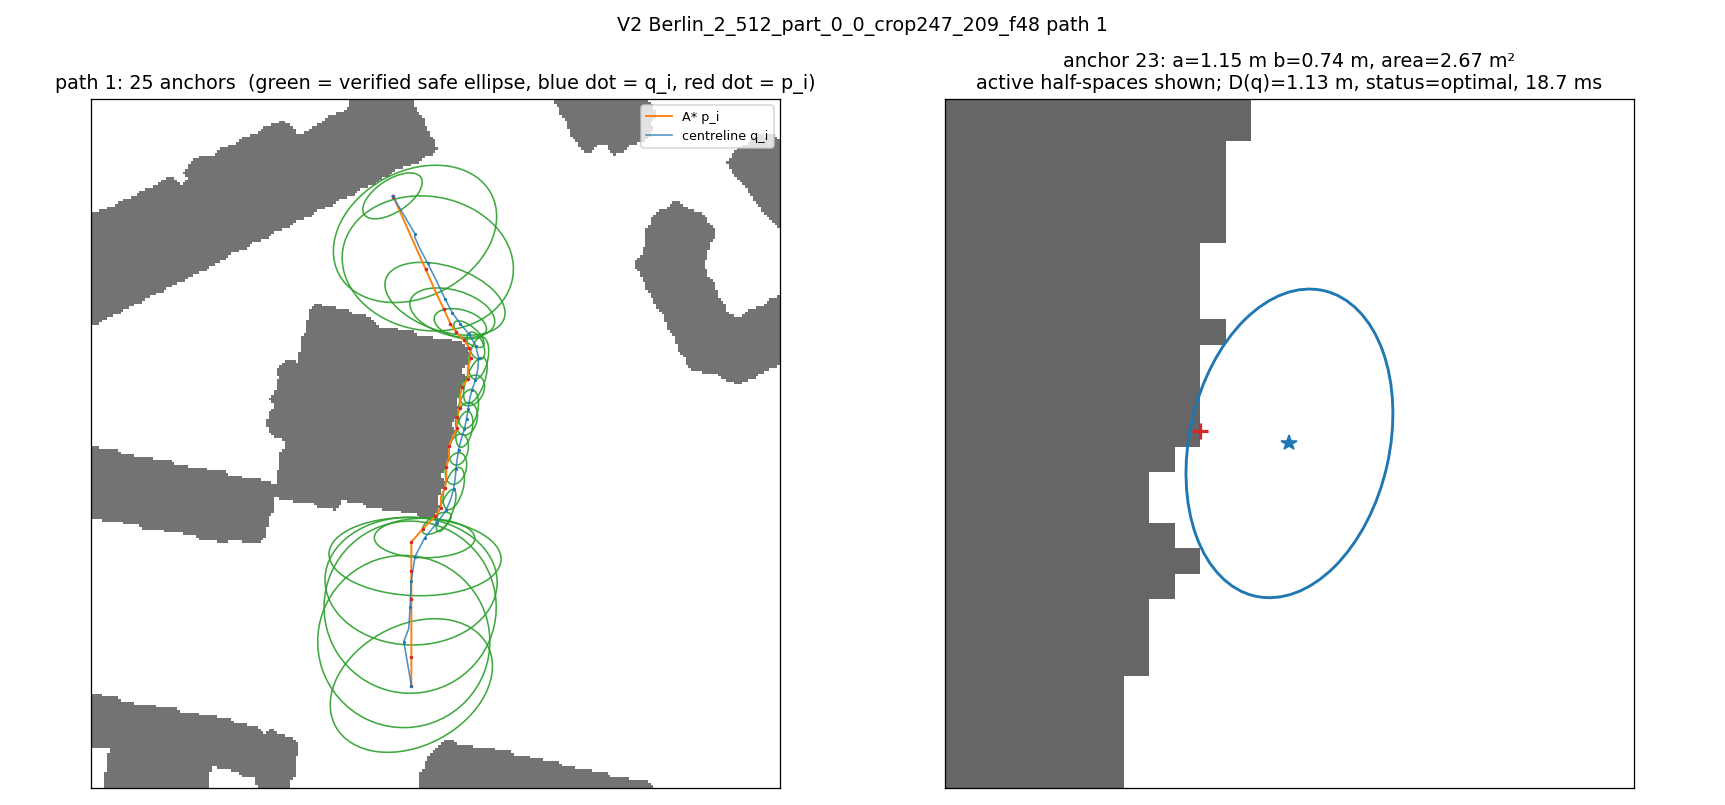 V2 Berlin_2_512_part_0_0_crop247_209_f48 path 1
path 1: 25 anchors  (green = verified safe ellipse, blue dot = q_i, red dot = p_i)
A* p_i
centreline q_i
anchor 23: a=1.15 m b=0.74 m, area=2.67 m²
active half-spaces shown; D(q)=1.13 m, status=optimal, 18.7 ms